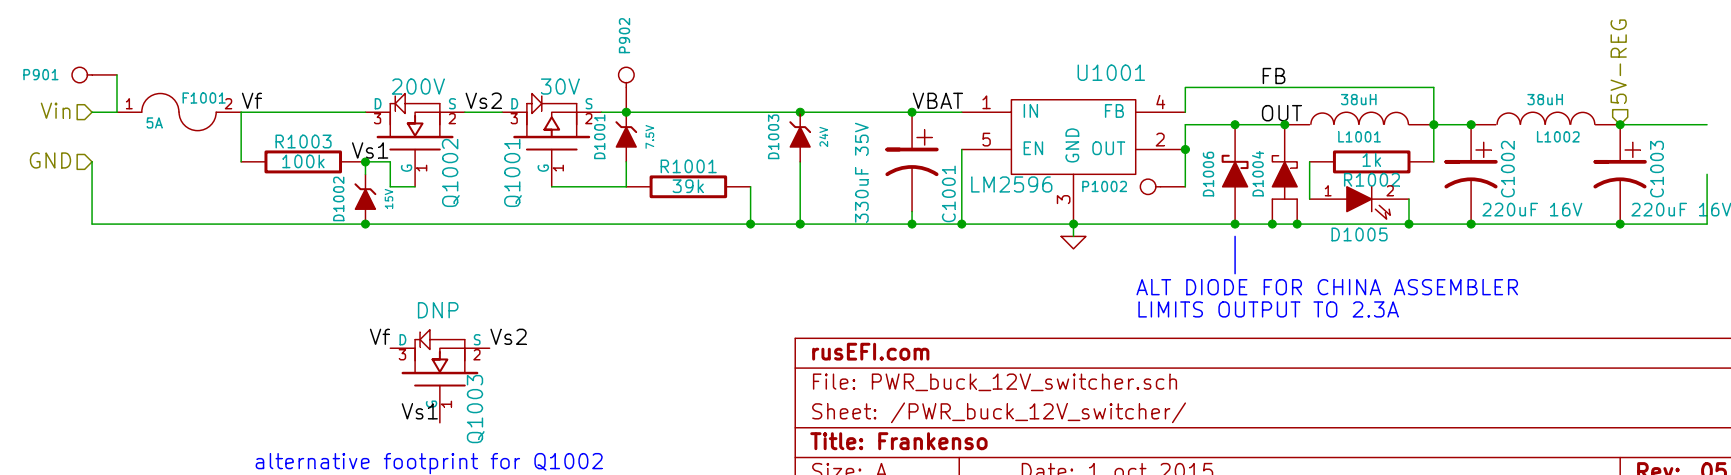 P901
Vin
GND
1
F1001
2
5A
Vf
R1003
100k
Vs1
D1002
15V
200V
D
3
S
2
G
1
Q1002
Vs2
30V
D
3
S
2
G
1
Q1001
P902
D1001
7.5V
R1001
39k
D1003
24V
330uF 35V
C1001
VBAT
1
5
U1001
IN
EN
FB
OUT
GND
LM2596
3
4
2
P1002
FB
OUT
D1006
D1004
38uH
L1001
1k
R1002
1
2
D1005
C1002
220uF 16V
38uH
L1002
5V-REG
C1003
220uF 16V
ALT DIODE FOR CHINA ASSEMBLER
LIMITS OUTPUT TO 2.3A
DNP
Vf
D
3
S
2
Vs2
Vs1
G
1
Q1003
alternative footprint for Q1002
rusEFI.com
File: PWR_buck_12V_switcher.sch
Sheet: /PWR_buck_12V_switcher/
Title: Frankenso
Size: A
Date: 1 oct 2015
Rev: 05